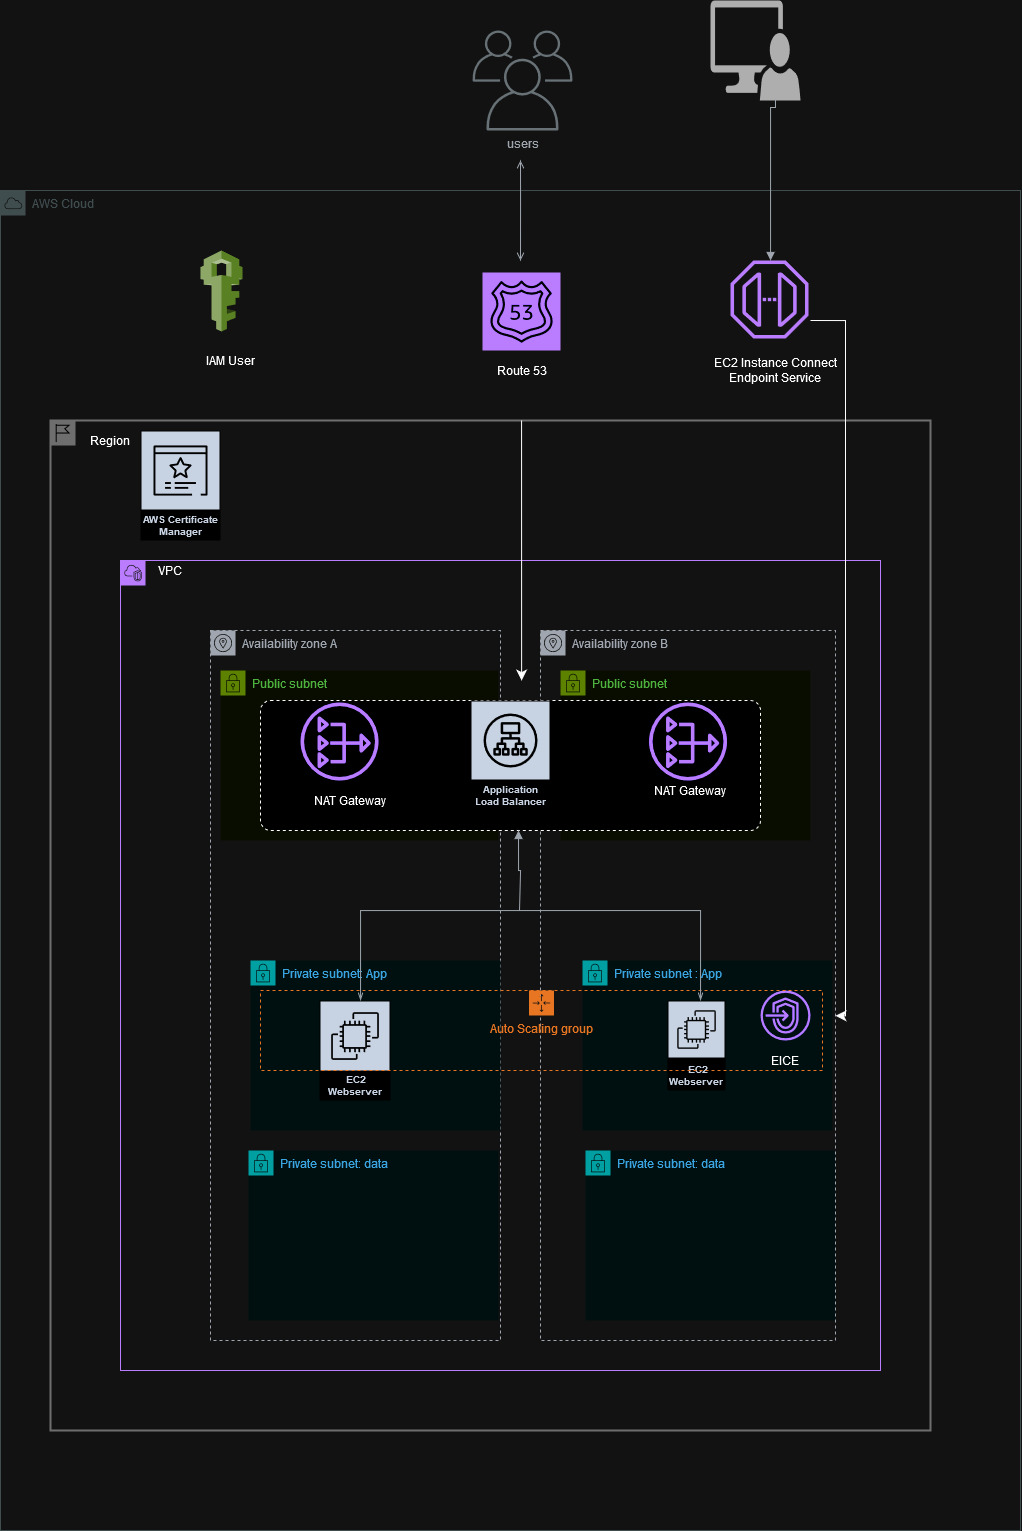 users
AWS Cloud
IAM User
53
Route 53
EC2 Instance Connect
Endpoint Service
Region
AWS Certificate
Manager
VPC
Availability zone A
Availability zone B
Public subnet
Public subnet
NAT Gateway
Application
Load Balancer
NAT Gateway
Private subnet: App
Private subnet : App
Auto Scaling group
EC2
Webserver
EC2
Webserver
EICE
Private subnet: data
Private subnet: data